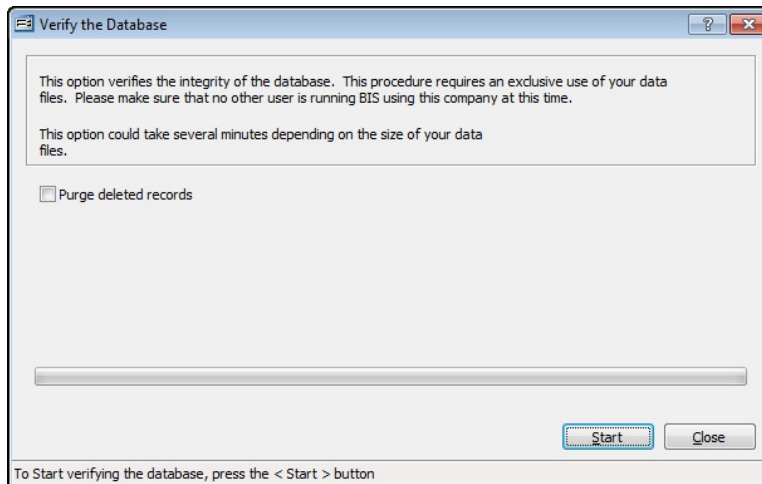 Verify the Database
This option verifies the integrity of the database.  This procedure requires an exclusive use of your data
files.  Please make sure that no other user is running BIS using this company at this time.
This option could take several minutes depending on the size of your data
files.
Purge deleted records
Start
Close
To Start verifying the database, press the < Start > button